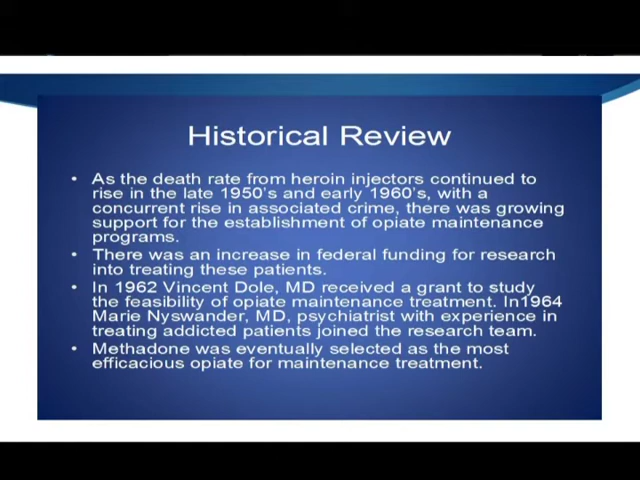 Historical Review
• As the death rate from heroin injectors continued to
rise in the late 1950's and early 1960's, with a
concurrent rise in associated crime, there was growing
support for the establishment of opiate maintenance
programs.
• There was an increase in federal funding for research
into treating these patients.
• In 1962 Vincent Dole, MD received a grant to study
the feasibility of opiate maintenance treatment. In1964
Marie Nyswander, MD, psychiatrist with experience in
treating addicted patients joined the research team.
• Methadone was eventually selected as the most
efficacious opiate for maintenance treatment.